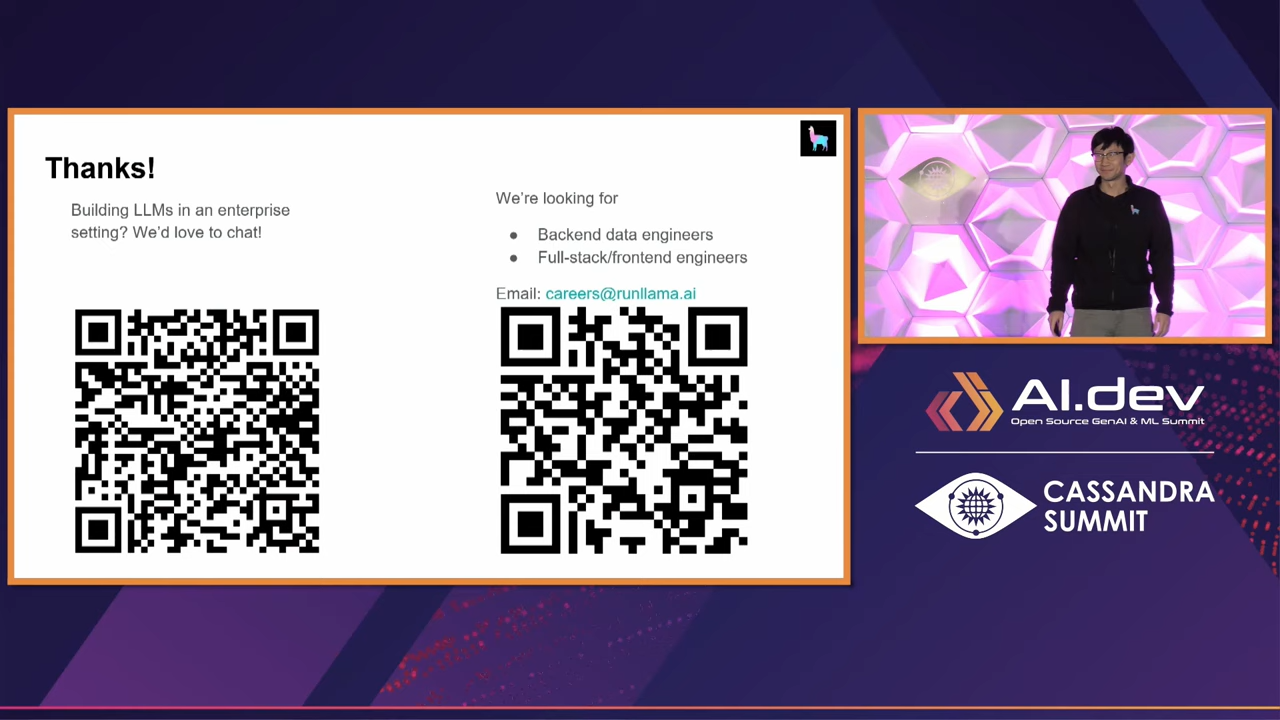 Thanks!
Building LLMs in an enterprise
setting? We'd love to chat!
We're looking for
● Backend data engineers
● Full-stack/frontend engineers
Email: careers@runllama.ai
AI.dev
Open Source GenAI & ML Summit
CASSANDRA
SUMMIT